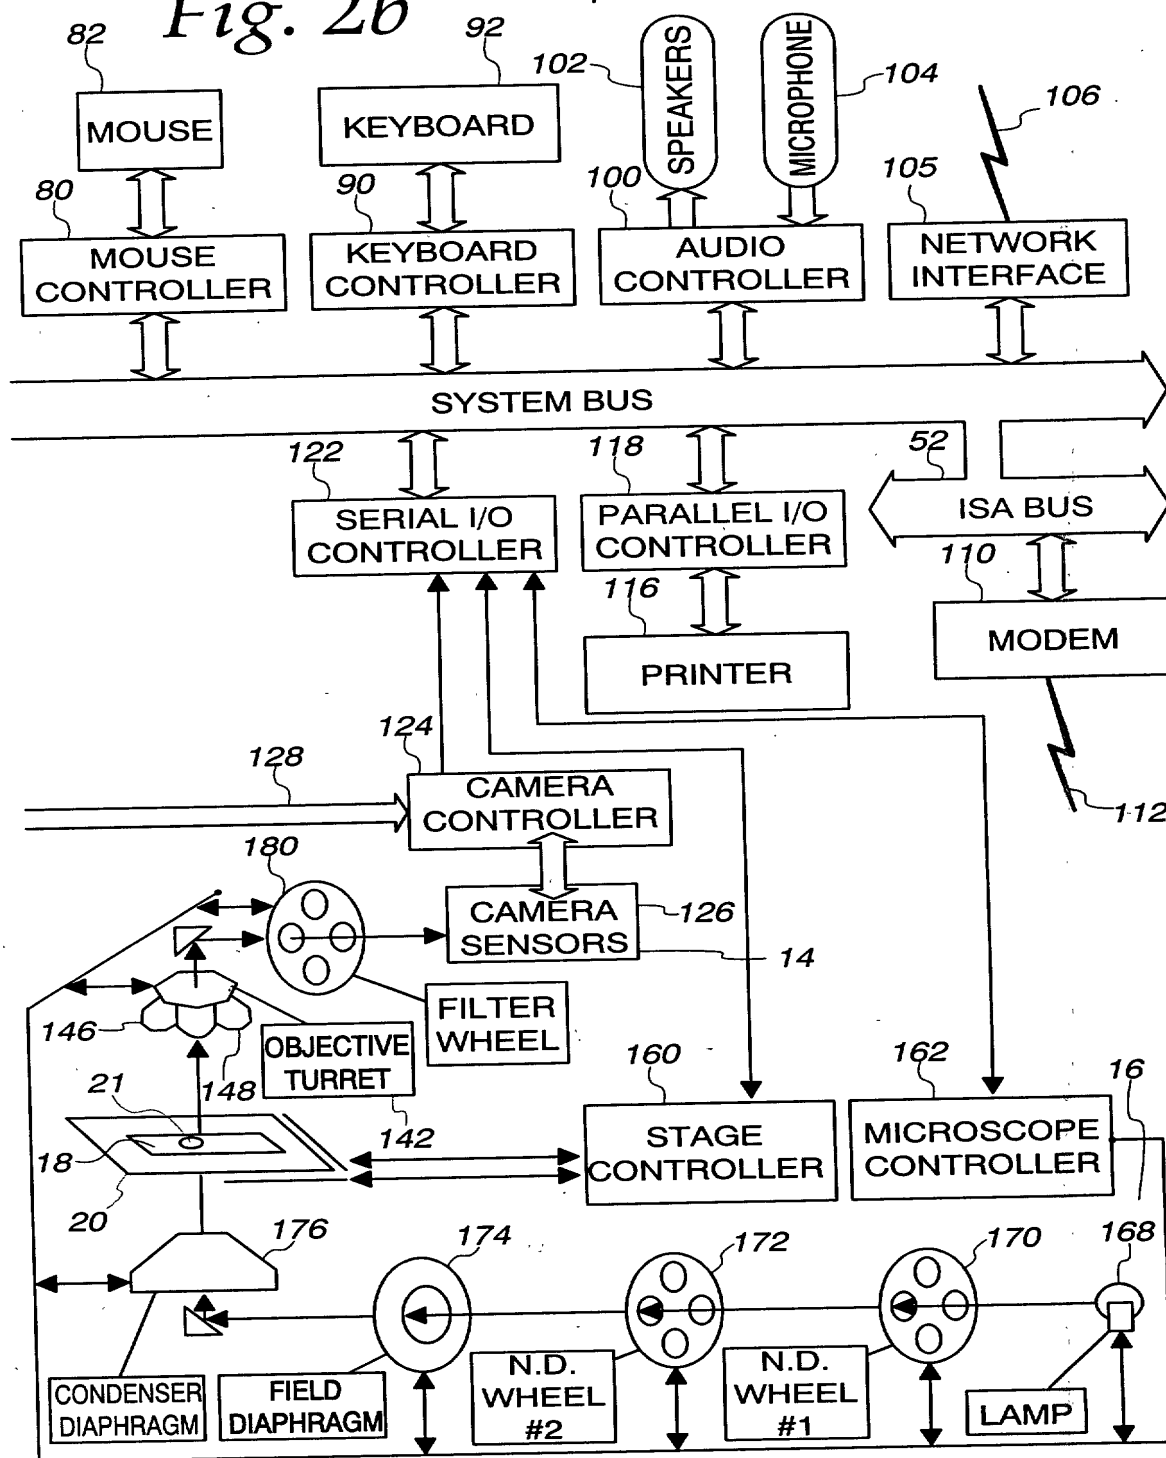 Fig. 2b
82
92
102
SPEAKERS
MICROPHONE
104
106
MOUSE
KEYBOARD
80
90
100
105
MOUSE
CONTROLLER
KEYBOARD
CONTROLLER
AUDIO
CONTROLLER
NETWORK
INTERFACE
SYSTEM BUS
122
118
52
SERIAL I/O
CONTROLLER
PARALLEL I/O
CONTROLLER
ISA BUS
116
110
PRINTER
MODEM
124
128
CAMERA
CONTROLLER
112
180
CAMERA
SENSORS
126
14
146
148
FILTER
WHEEL
OBJECTIVE
TURRET
142
21
18
20
160
162
16
STAGE
CONTROLLER
MICROSCOPE
CONTROLLER
176
174
172
170
168
CONDENSER
DIAPHRAGM
FIELD
DIAPHRAGM
N.D.
WHEEL
#2
N.D.
WHEEL
#1
LAMP